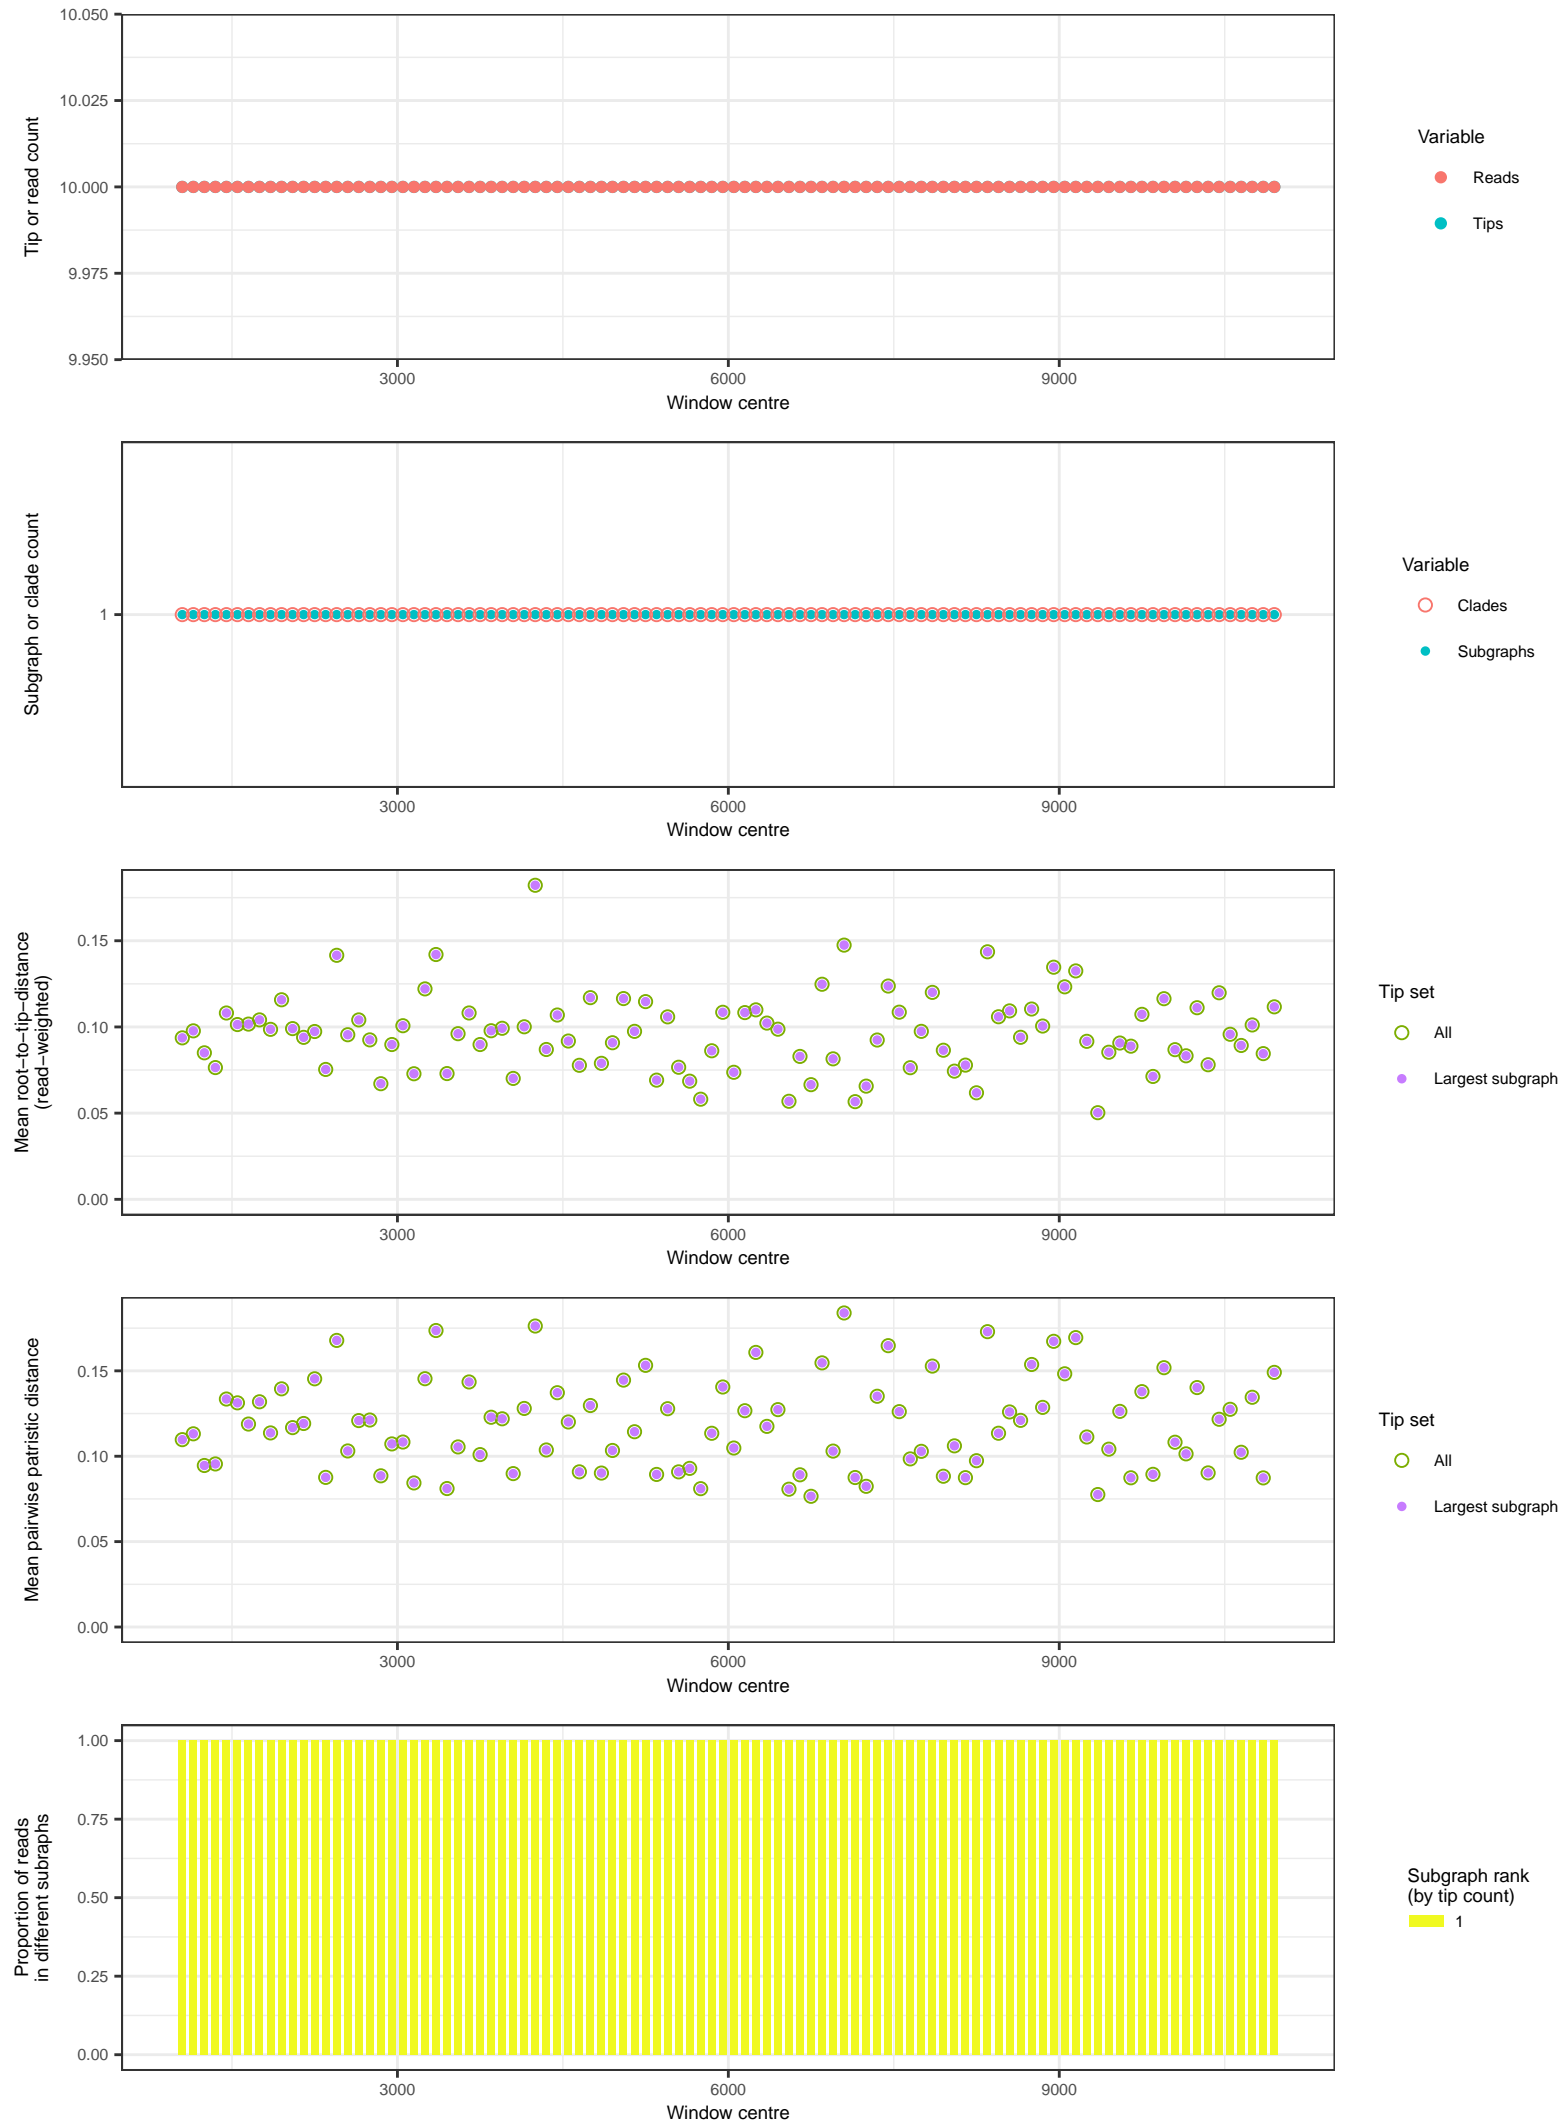 10.050
10.025
10.000
9.975
9.950
Tip or read count
3000
6000
9000
Window centre
Variable
Reads
Tips
1
Subgraph or clade count
3000
6000
9000
Window centre
Variable
Clades
Subgraphs
0.15
0.10
0.05
0.00
Mean root−to−tip−distance
(read−weighted)
3000
6000
9000
Window centre
Tip set
All
Largest subgraph
0.15
0.10
0.05
0.00
Mean pairwise patristic distance
3000
6000
9000
Window centre
Tip set
All
Largest subgraph
1.00
0.75
0.50
0.25
0.00
Proportion of reads
in different subraphs
3000
6000
9000
Window centre
Subgraph rank
(by tip count)
1